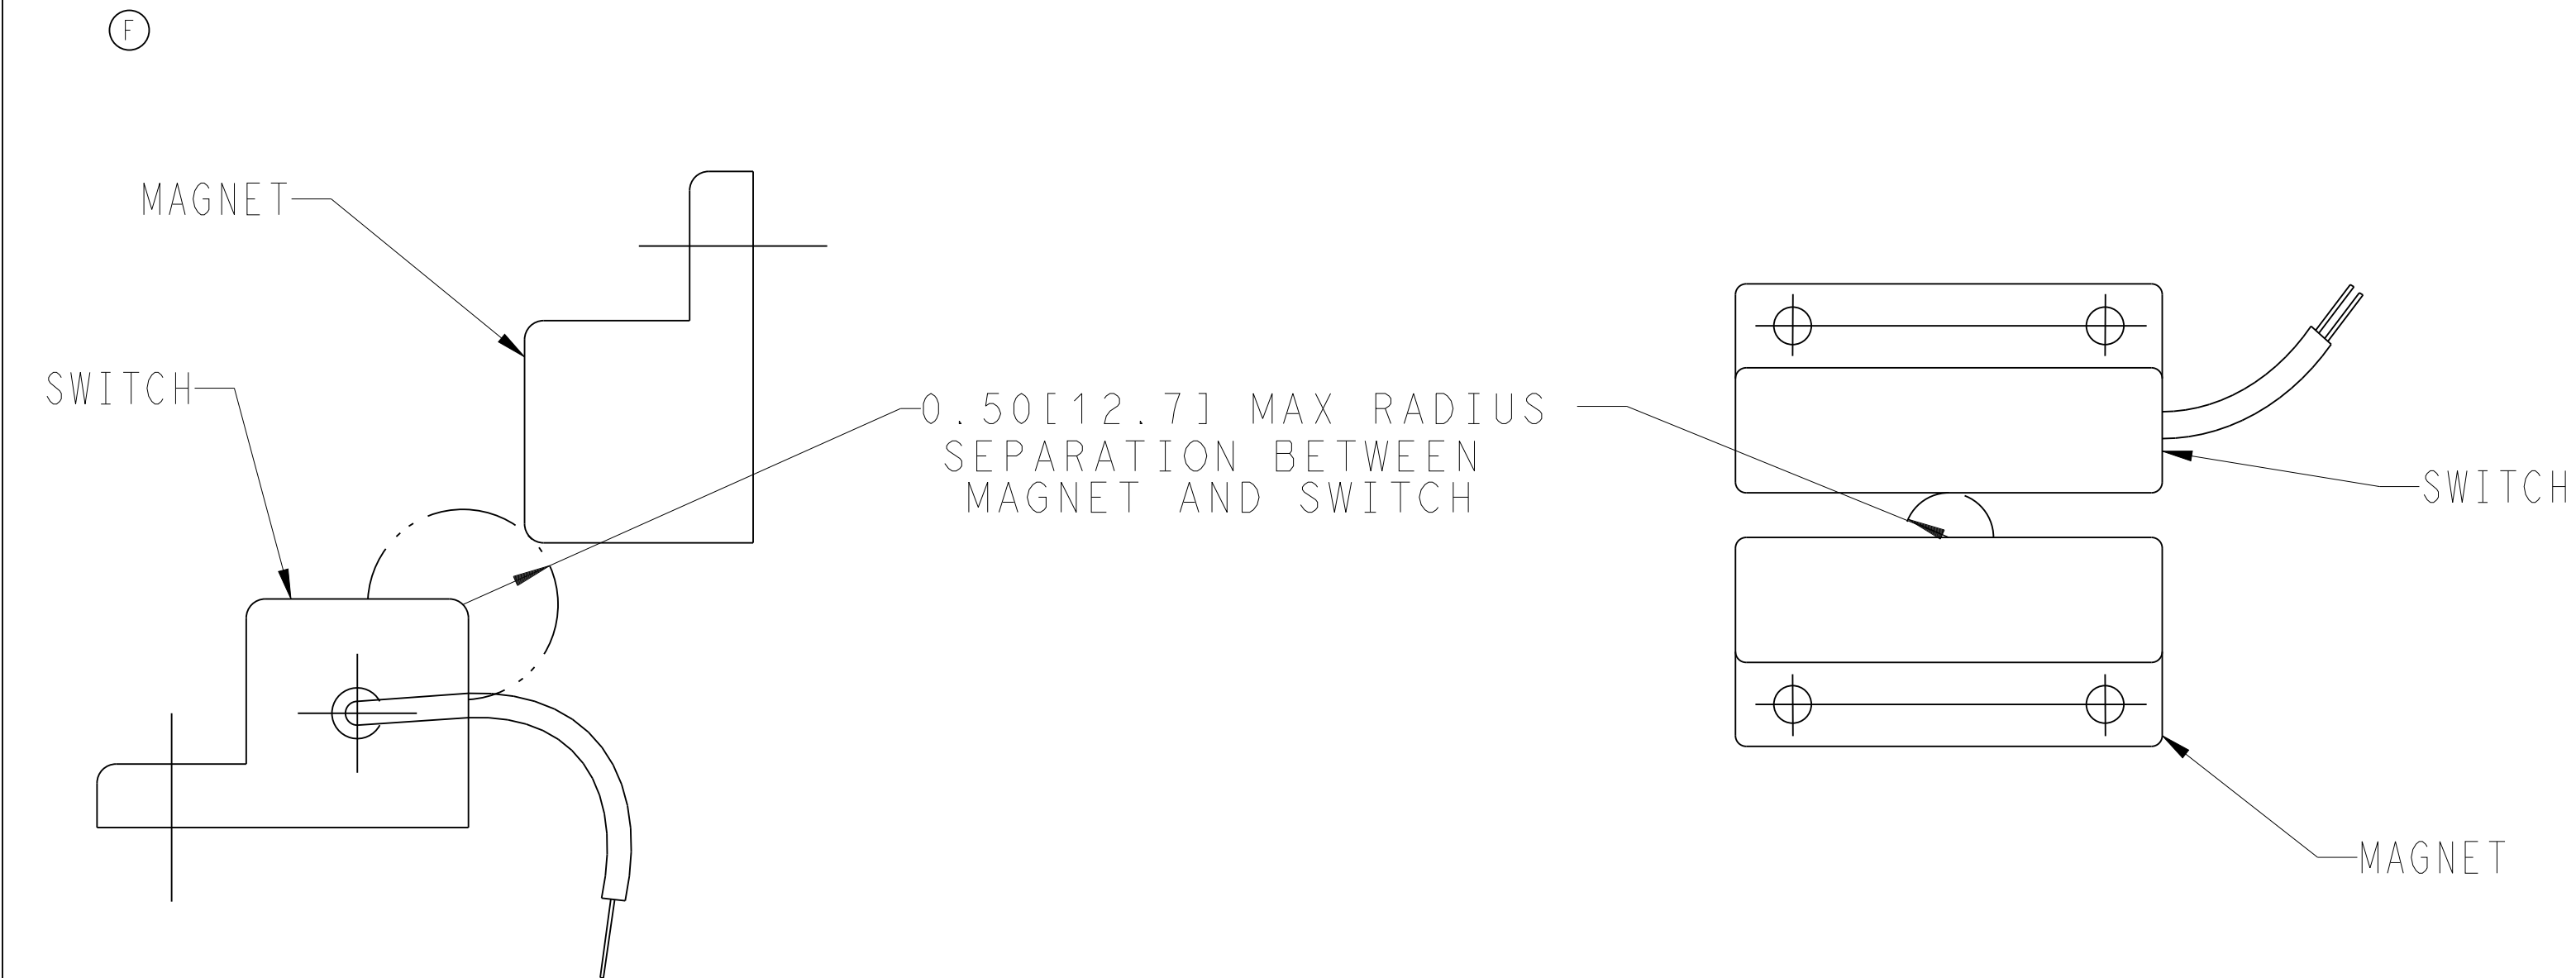 F
MAGNET
SWITCH
0.50[12.7] MAX RADIUS
SEPARATION BETWEEN
MAGNET AND SWITCH
SWITCH
MAGNET